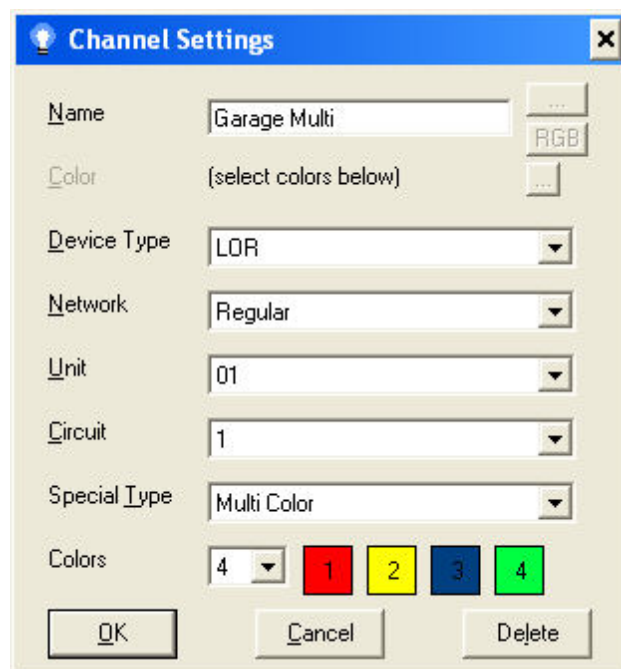 Channel Settings
Name Garage Multi ...
RGB
Color (select colors below) ...
Device Type LOR
Network Regular
Unit 01
Circuit 1
Special Type Multi Color
Colors 4 1 2 3 4
OK Cancel Delete